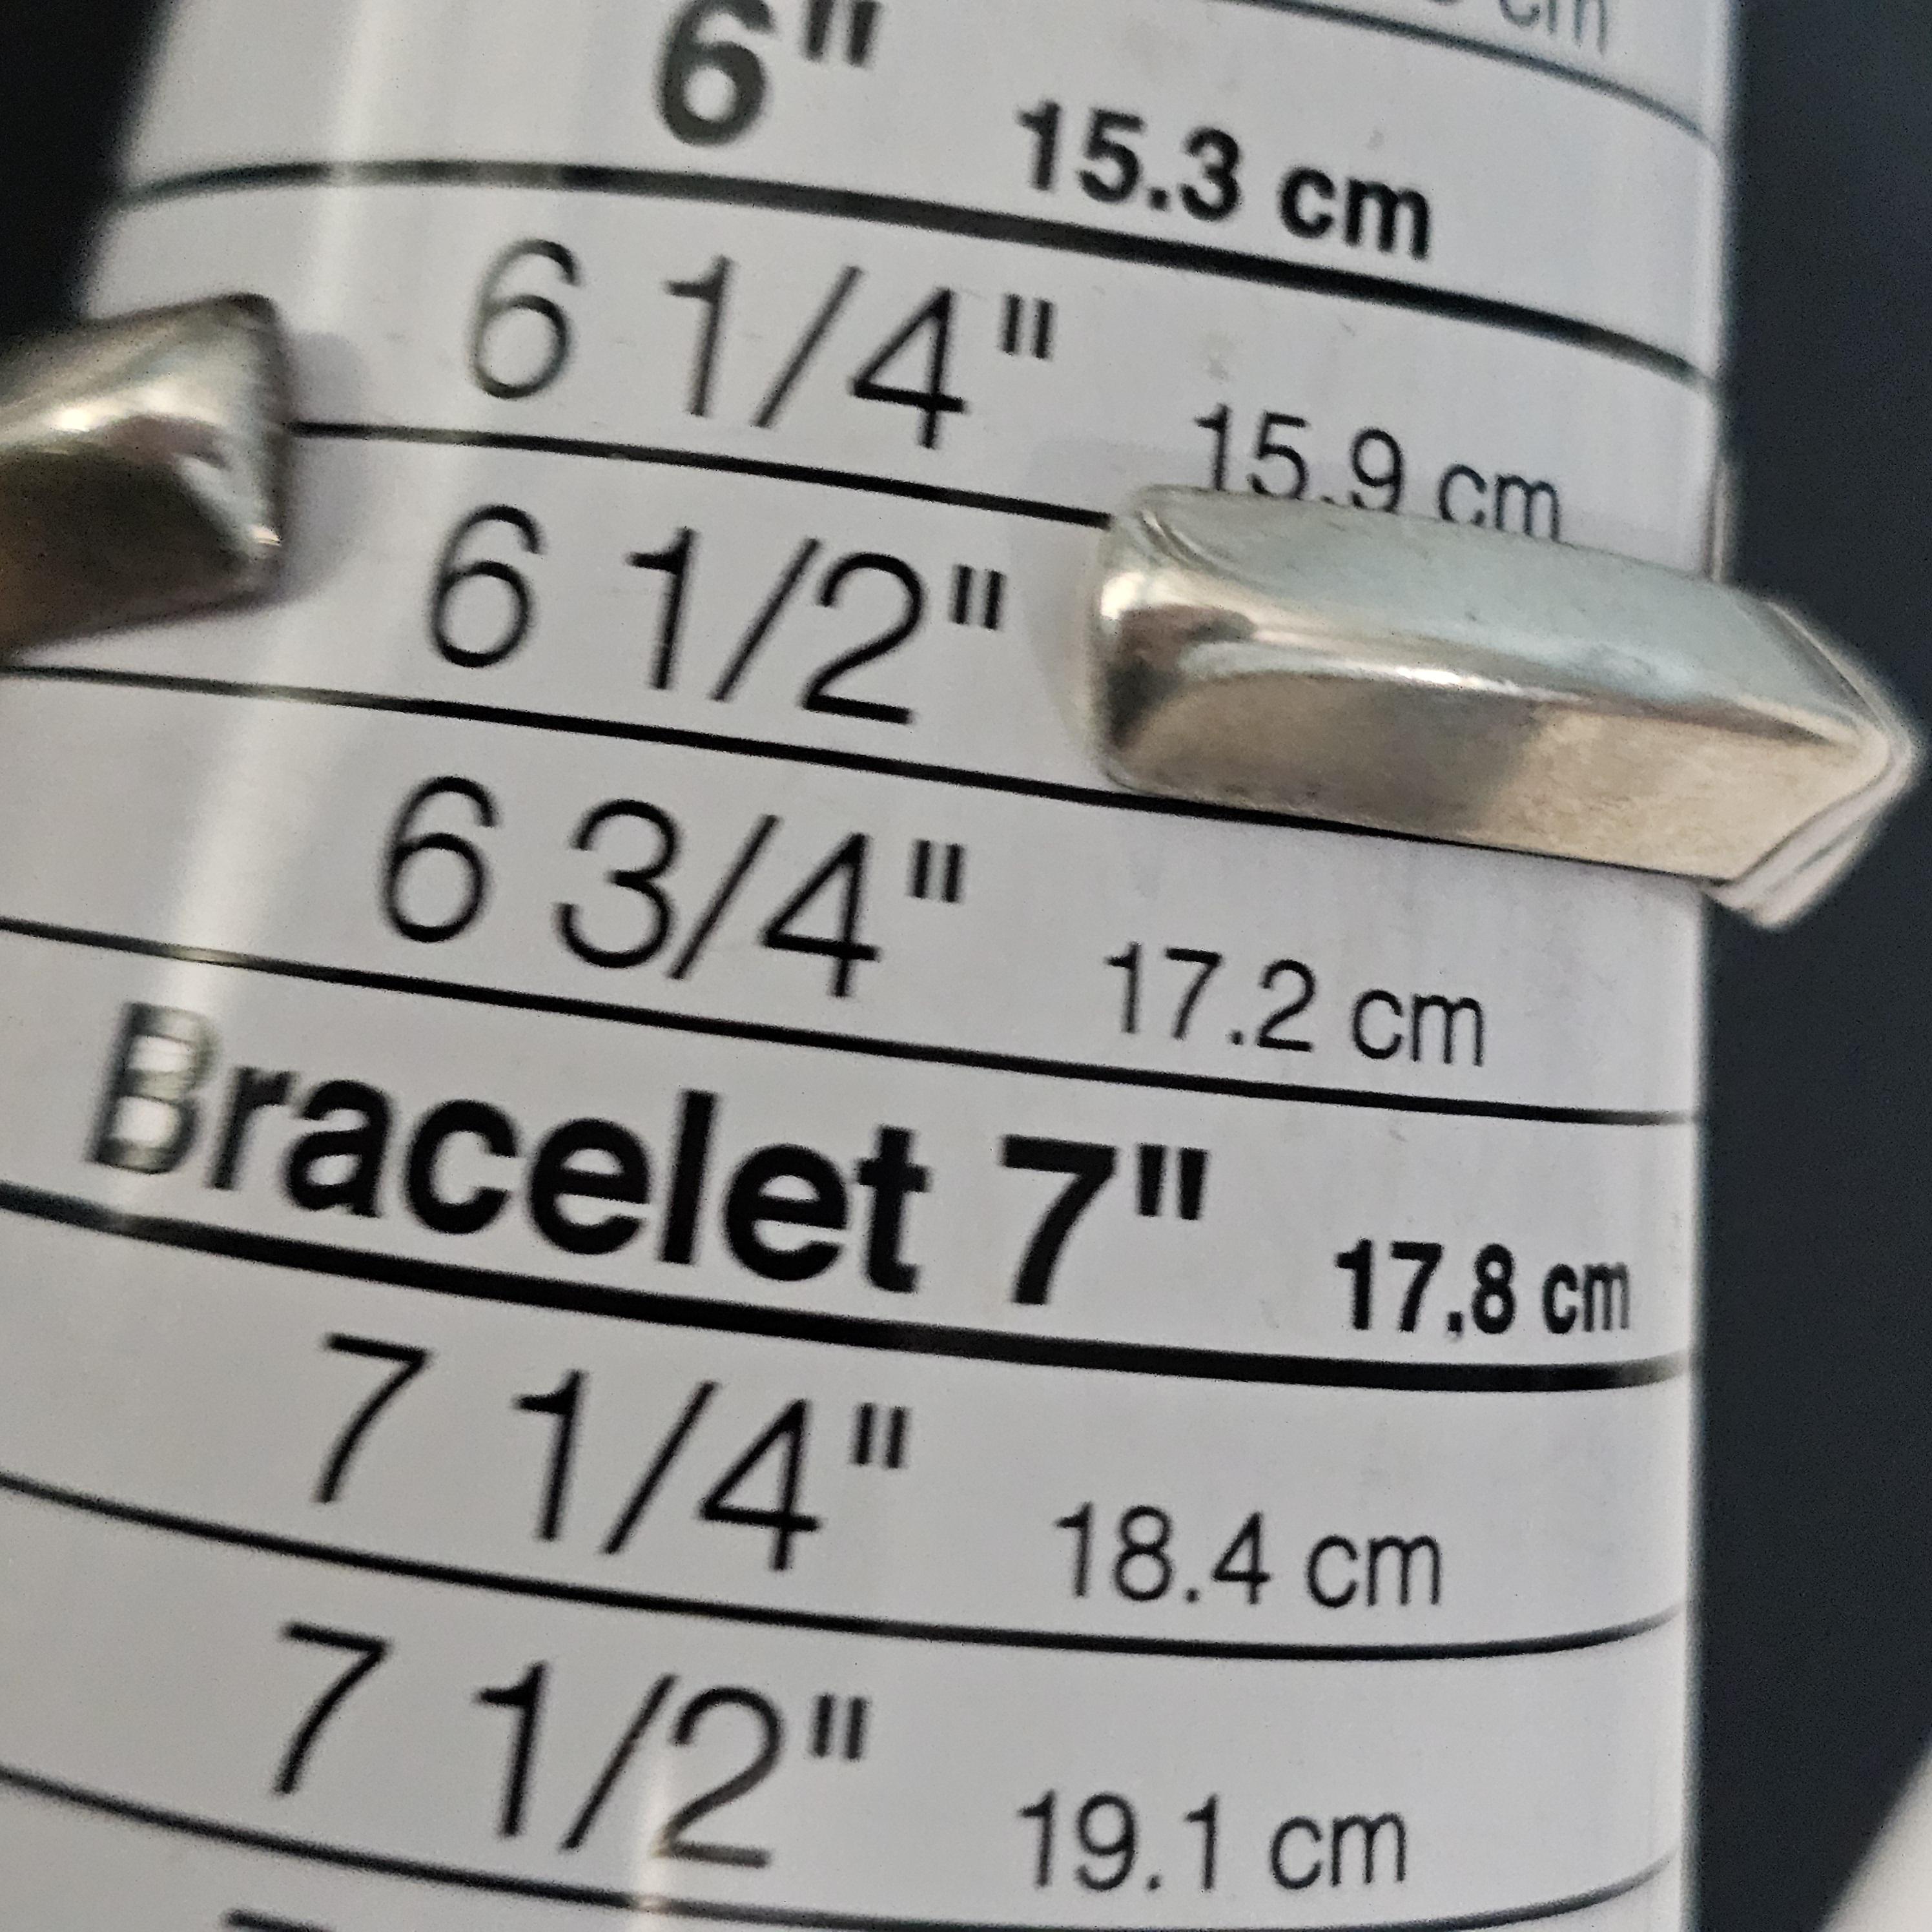 cm
6" 15.3 cm
6 1/4" 15.9 cm
6 1/2"
6 3/4" 17.2 cm
Bracelet 7" 17.8 cm
7 1/4" 18.4 cm
7 1/2" 19.1 cm